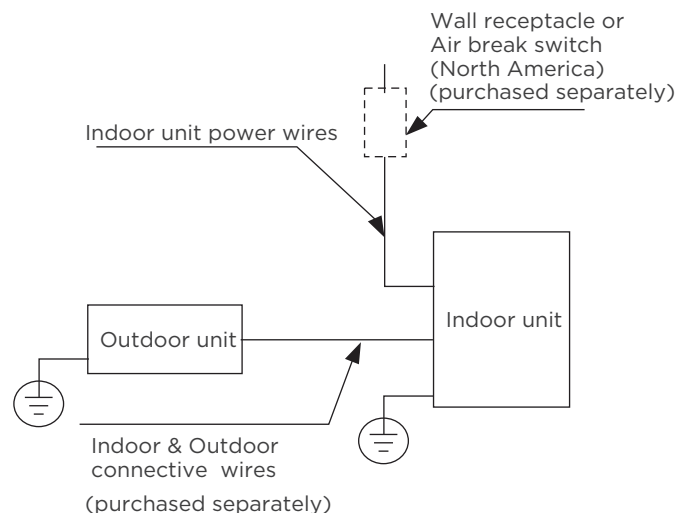 Wall receptacle or
Air break switch
(North America)
(purchased separately)
Indoor unit power wires
Indoor unit
Outdoor unit
Indoor & Outdoor
connective wires
(purchased separately)